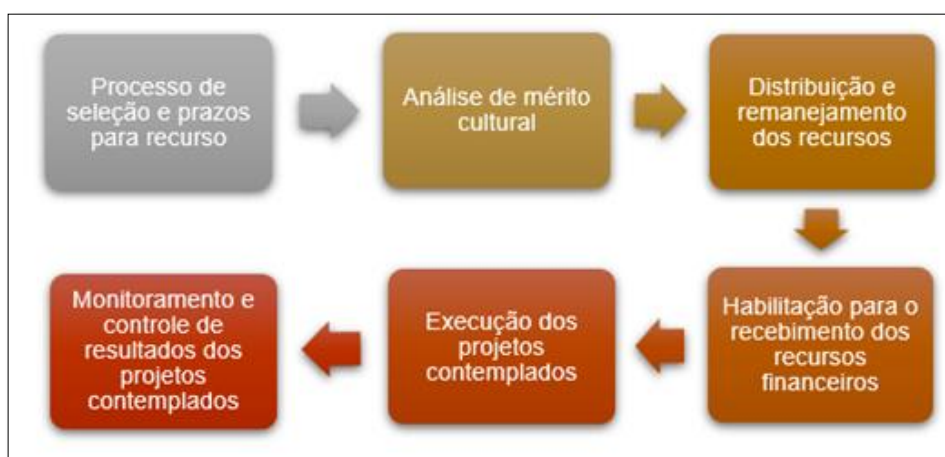 Processo de
seleção e prazos
para recurso
Análise de mérito
cultural
Distribuição e
remanejamento
dos recursos
Habilitação para o
recebimento dos
recursos
financeiros
Execução dos
projetos
contemplados
Monitoramento e
controle de
resultados dos
projetos
contemplados